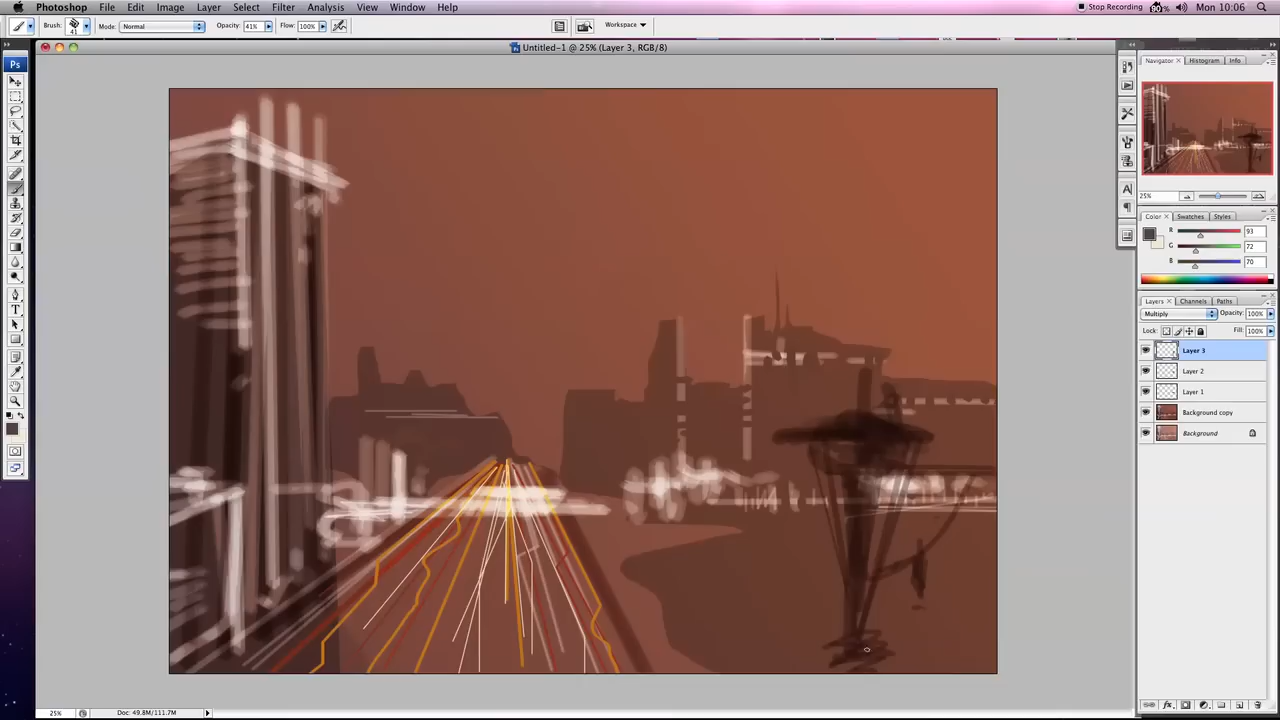 Photoshop File Edit Image Layer Select Filter Analysis View Window Help Stop Recording 90% Mon 10:06
Brush: 41 Mode: Normal Opacity: 41% Flow: 100% Workspace
Untitled-1 @ 25% (Layer 3, RGB/8)
Ps
Navigator Histogram Info
25%
Color Swatches Styles
R 93
G 72
B 70
Layers Channels Paths
Multiply Opacity: 100%
Lock: Fill: 100%
Layer 3
Layer 2
Layer 1
Background copy
Background
25% Doc: 49.8M/111.7M